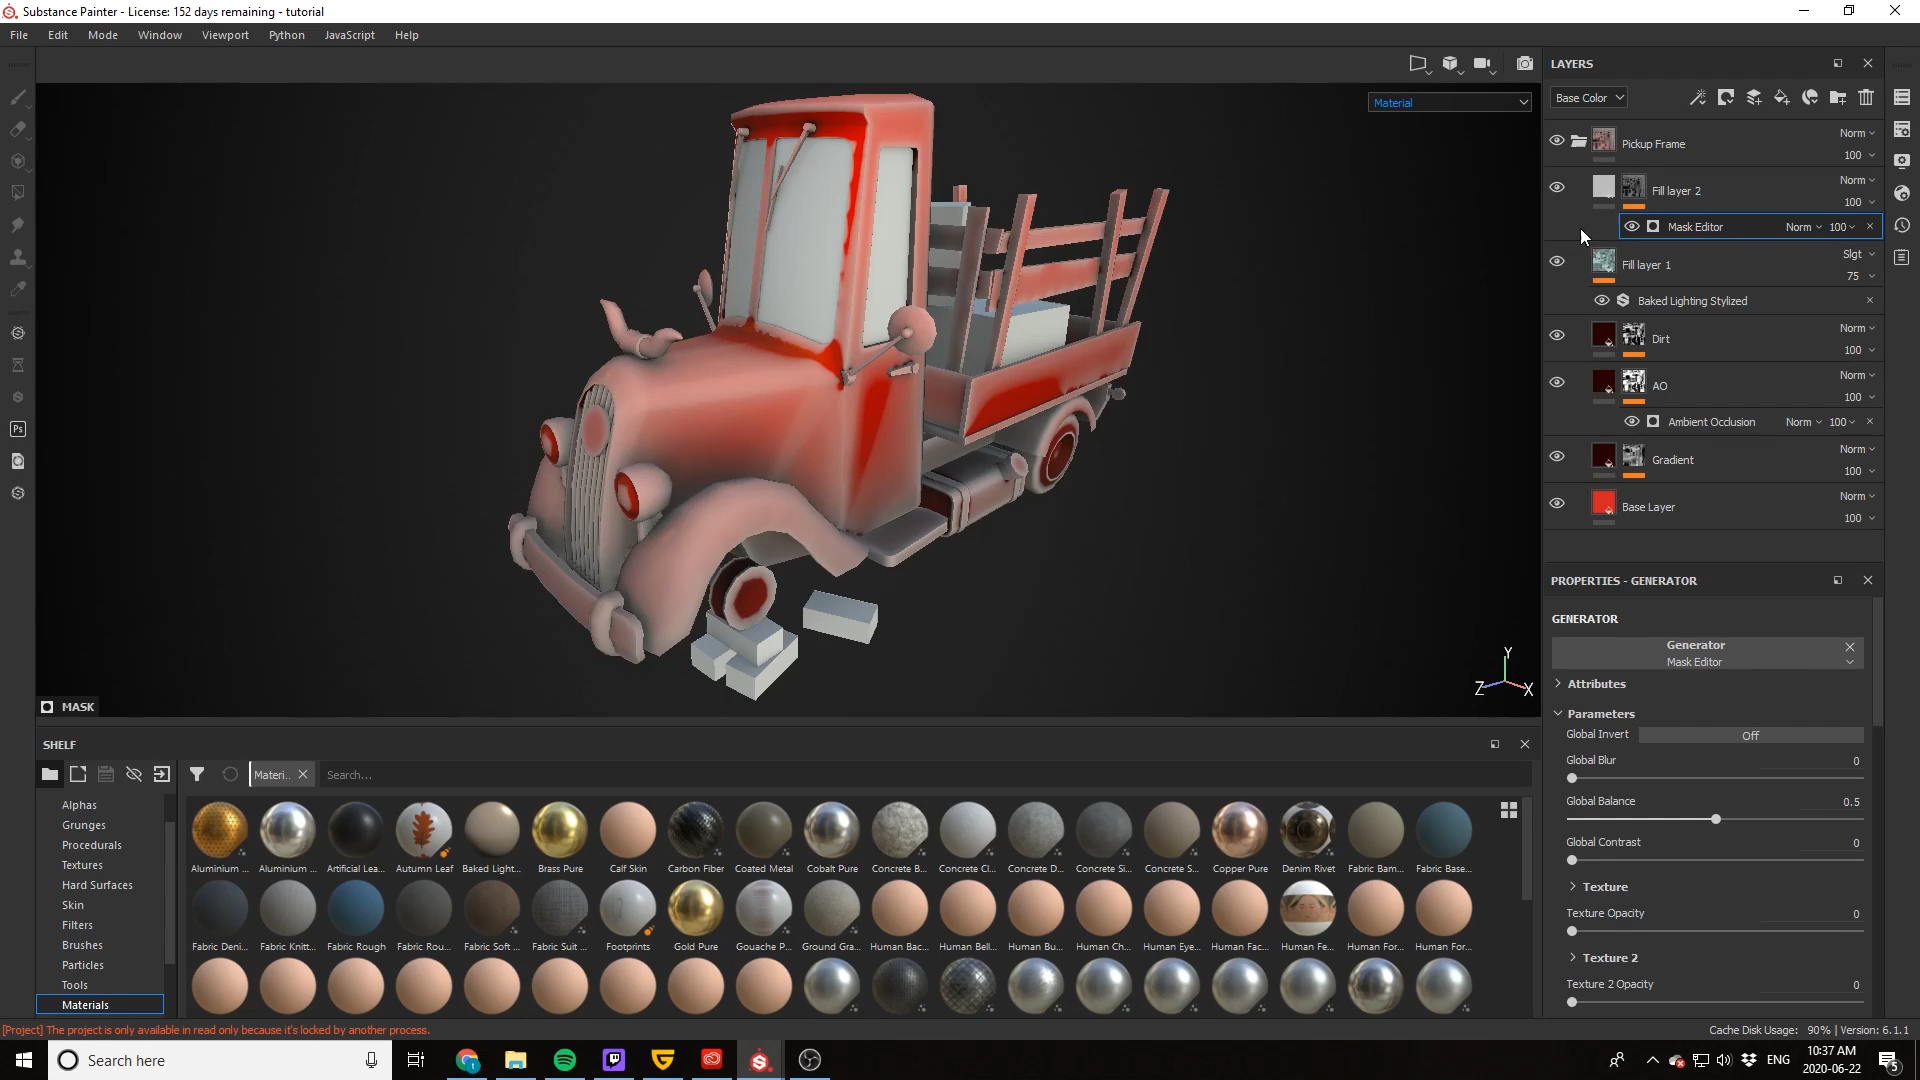 Substance Painter - License: 152 days remaining - tutorial
File Edit Mode Window Viewport Python JavaScript Help
Material
LAYERS
Base Color
Pickup Frame Norm
100
Fill layer 2 Norm
100
Mask Editor Norm 100
Fill layer 1 Slgt
75
Baked Lighting Stylized
Dirt Norm
100
AO Norm
100
Ambient Occlusion Norm 100
Gradient Norm
100
Base Layer Norm
100
Y
Z X
MASK
PROPERTIES - GENERATOR
GENERATOR
Generator
Mask Editor
Attributes
Parameters
Global Invert Off
Global Blur 0
Global Balance 0.5
Global Contrast 0
Texture
Texture Opacity 0
Texture 2
Texture 2 Opacity 0
SHELF
Materi.. Search...
Alphas
Grunges
Procedurals
Textures
Hard Surfaces
Skin
Filters
Brushes
Particles
Tools
Materials
Aluminium ... Aluminium ... Artificial Lea... Autumn Leaf Baked Light... Brass Pure Calf Skin Carbon Fiber Coated Metal Cobalt Pure Concrete B... Concrete Cl... Concrete D... Concrete Si... Concrete S... Copper Pure Denim Rivet Fabric Bam... Fabric Base...
Fabric Deni... Fabric Knitt... Fabric Rough Fabric Rou... Fabric Soft ... Fabric Suit ... Footprints Gold Pure Gouache P... Ground Gra... Human Bac... Human Bell... Human Bu... Human Ch... Human Eye... Human Fac... Human Fe... Human For... Human For...
[Project] The project is only available in read only because it's locked by another process.
Cache Disk Usage: 90% | Version: 6.1.1
Ps
Search here
ENG
10:37 AM
2020-06-22
5